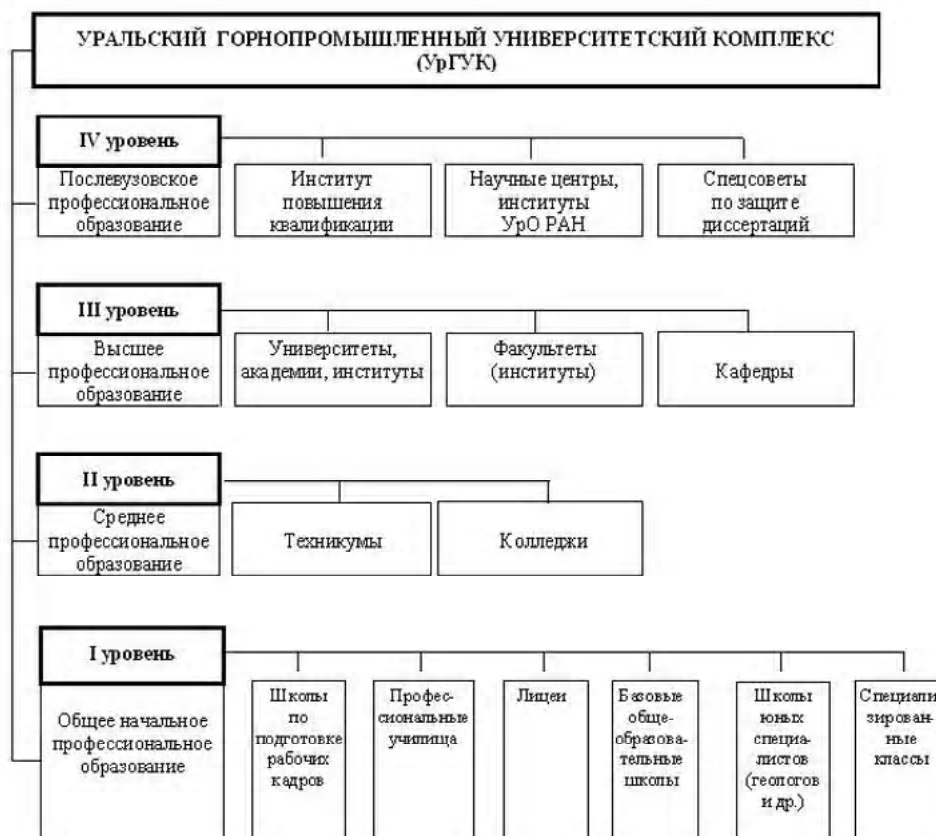 УРАЛЬСКИЙ ГОРНОПРОМЫШЛЕННЫЙ УНИВЕРСИТЕТСКИЙ КОМПЛЕКС
(УрГУК)
IV уровень
Послевузовское
профессиональное
образование
Институт
повышения
квалификации
Научные центры,
институты
УрО РАН
Спецсоветы
по защите
диссертаций
III уровень
Высшее
профессиональное
образование
Университеты,
академии, институты
Факультеты
(институты)
Кафедры
II уровень
Среднее
профессиональное
образование
Техникумы
Колледжи
I уровень
Общее начальное
профессиональное
образование
Школы
по
подготовке
рабочих
кадров
Профес-
сиональные
училища
Лицеи
Базовые
обще-
образова-
тельные
школы
Школы
юных
специа-
листов
(геологов
и др.)
Специали
зирован-
ные
классы